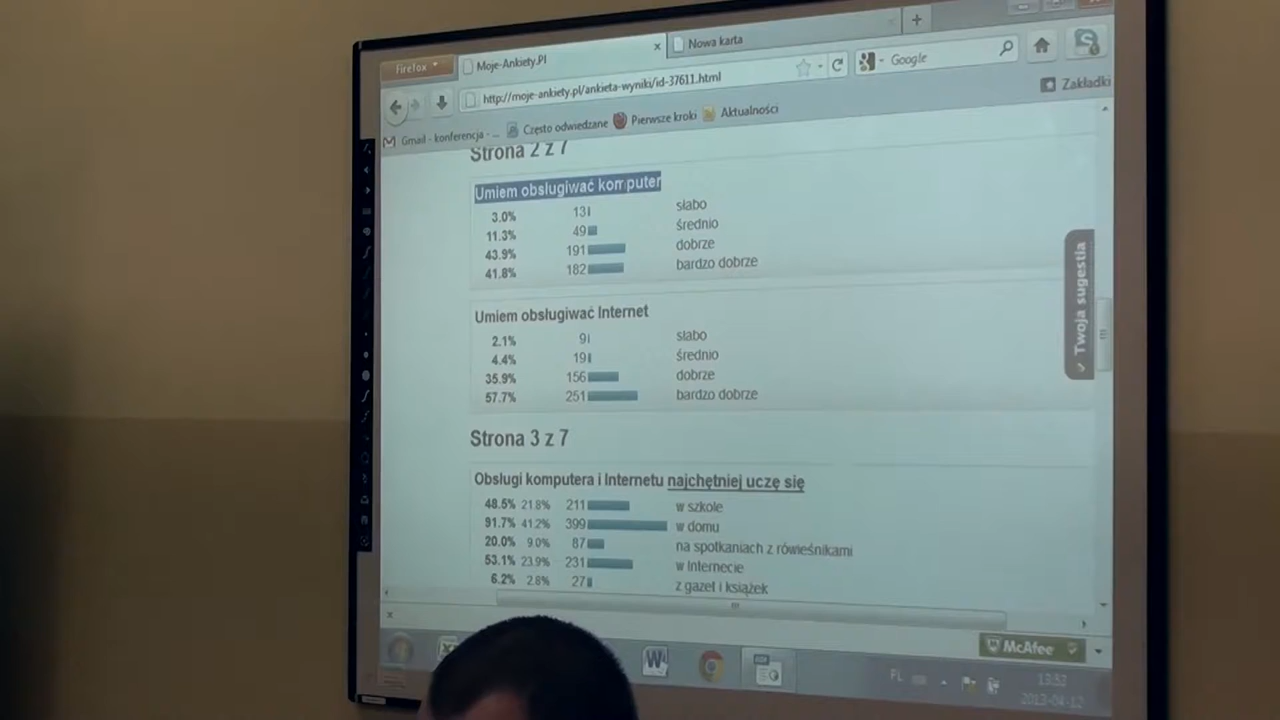 Firefox
Moje-Ankiety.Pl
Nowa karta
http://moje-ankiety.pl/ankieta-wyniki/id-37611.html
Google
Zakładki
Gmail - konferencja - ...
Często odwiedzane
Pierwsze kroki
Aktualności
Strona 2 z 7
Umiem obsługiwać komputer
3.0% 13 słabo
11.3% 49 średnio
43.9% 191 dobrze
41.8% 182 bardzo dobrze
Umiem obsługiwać Internet
2.1% 9 słabo
4.4% 19 średnio
35.9% 156 dobrze
57.7% 251 bardzo dobrze
Strona 3 z 7
Obsługi komputera i Internetu najchętniej uczę się
48.5% 21.8% 211 w szkole
91.7% 41.2% 399 w domu
20.0% 9.0% 87 na spotkaniach z rówieśnikami
53.1% 23.9% 231 w Internecie
6.2% 2.8% 27 z gazet i książek
Twoja sugestia
McAfee
PL
13:53
2013-04-12